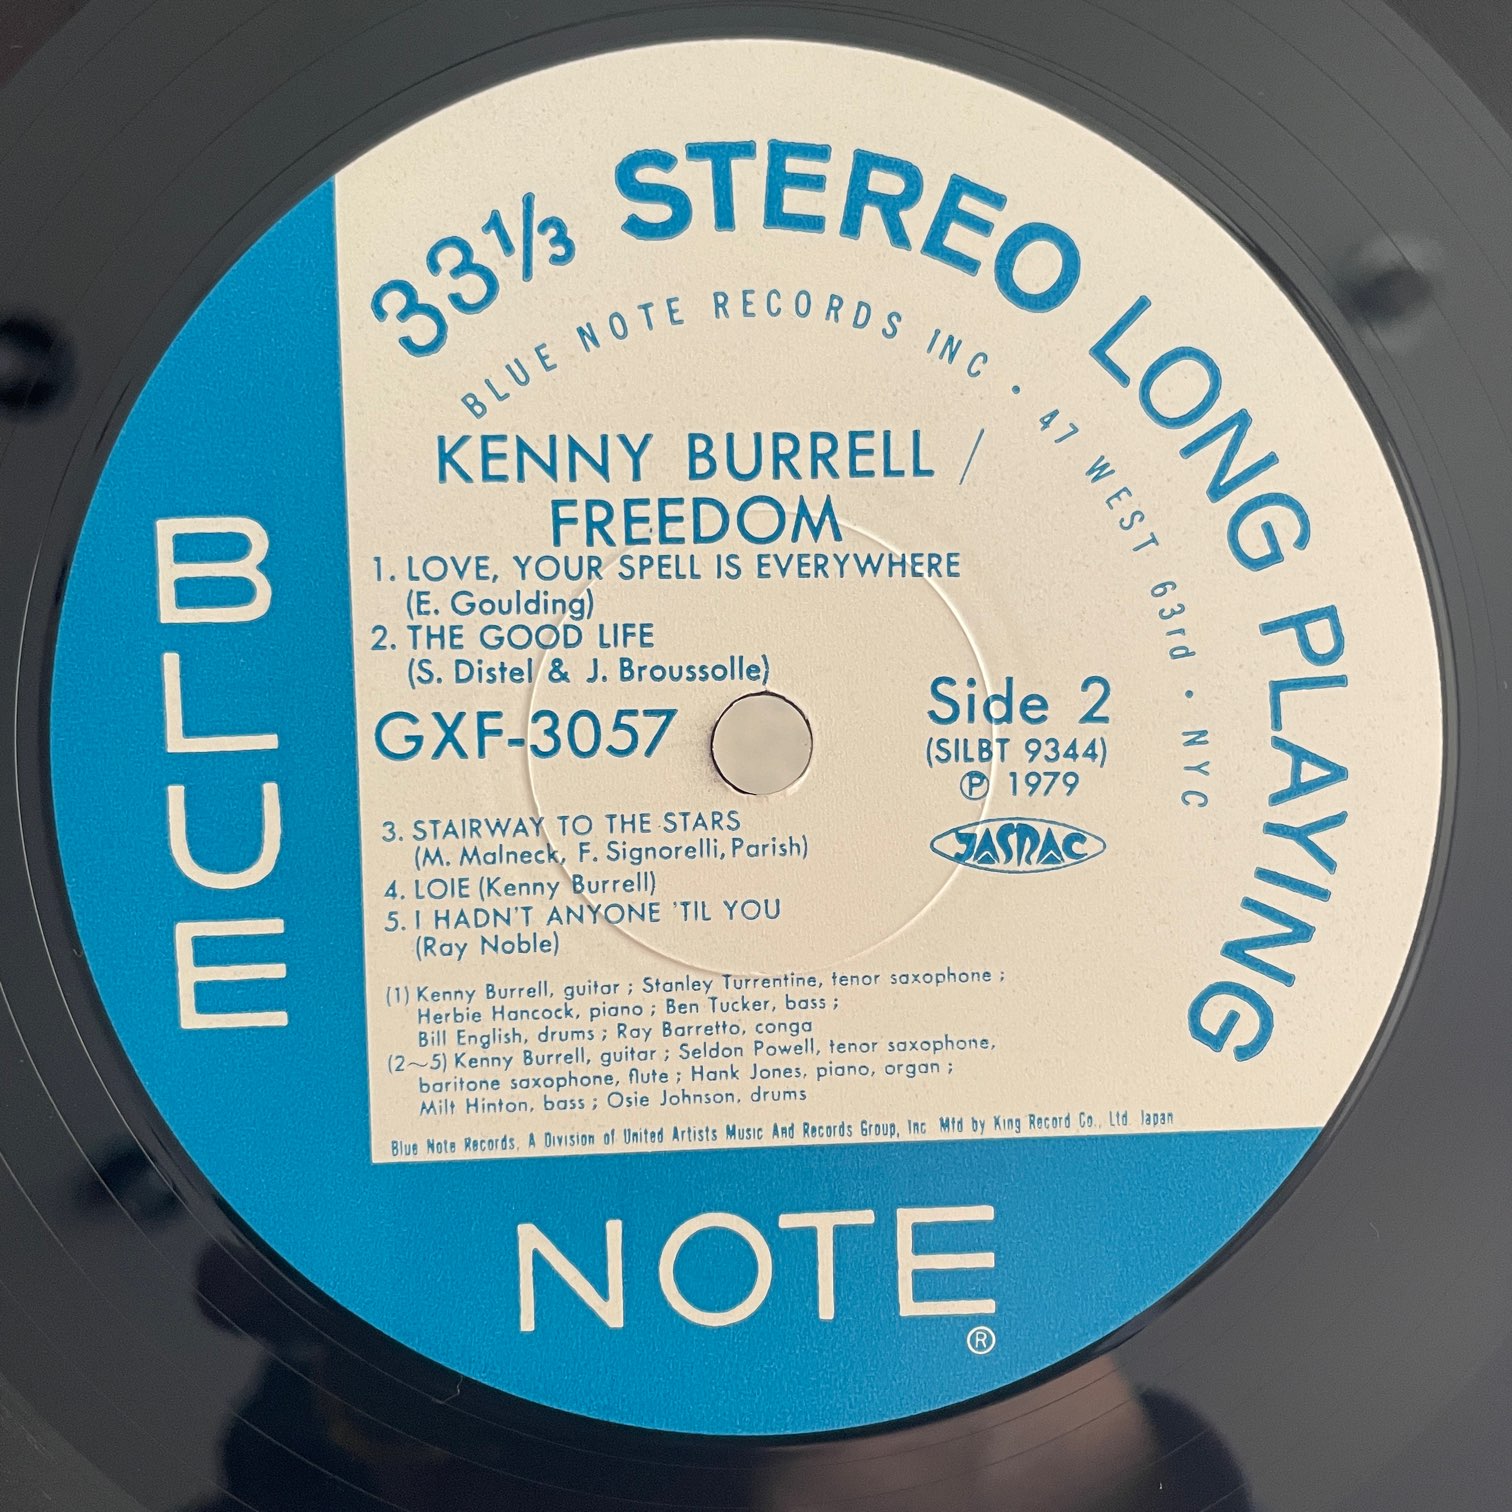 33⅓ STEREO LONG PLAYING
BLUE NOTE RECORDS INC • 47 WEST 63rd • NYC
KENNY BURRELL /
FREEDOM
1. LOVE, YOUR SPELL IS EVERYWHERE
(E. Goulding)
2. THE GOOD LIFE
(S. Distel & J. Broussolle)
GXF-3057
Side 2
(SILBT 9344)
Ⓟ 1979
JASRAC
3. STAIRWAY TO THE STARS
(M. Malneck, F. Signorelli, Parish)
4. LOIE (Kenny Burrell)
5. I HADN'T ANYONE 'TIL YOU
(Ray Noble)
(1) Kenny Burrell, guitar ; Stanley Turrentine, tenor saxophone ;
Herbie Hancock, piano ; Ben Tucker, bass ;
Bill English, drums ; Ray Barretto, conga
(2~5) Kenny Burrell, guitar ; Seldon Powell, tenor saxophone,
baritone saxophone, flute ; Hank Jones, piano, organ ;
Milt Hinton, bass ; Osie Johnson, drums
Blue Note Records, A Division of United Artists Music And Records Group, Inc. Mfd by King Record Co., Ltd. Japan
BLUE
NOTE
®